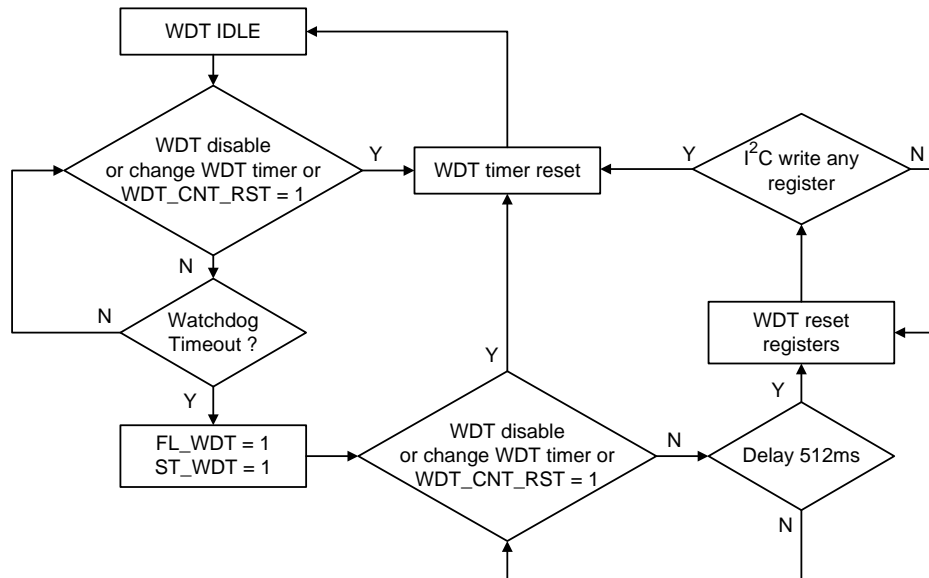 WDT IDLE
WDT disable
or change WDT timer or
WDT_CNT_RST = 1
Y
WDT timer reset
Y
I²C write any
register
N
N
N
Watchdog
Timeout ?
WDT reset
registers
Y
Y
Y
FL_WDT = 1
ST_WDT = 1
WDT disable
or change WDT timer or
WDT_CNT_RST = 1
N
Delay 512ms
N